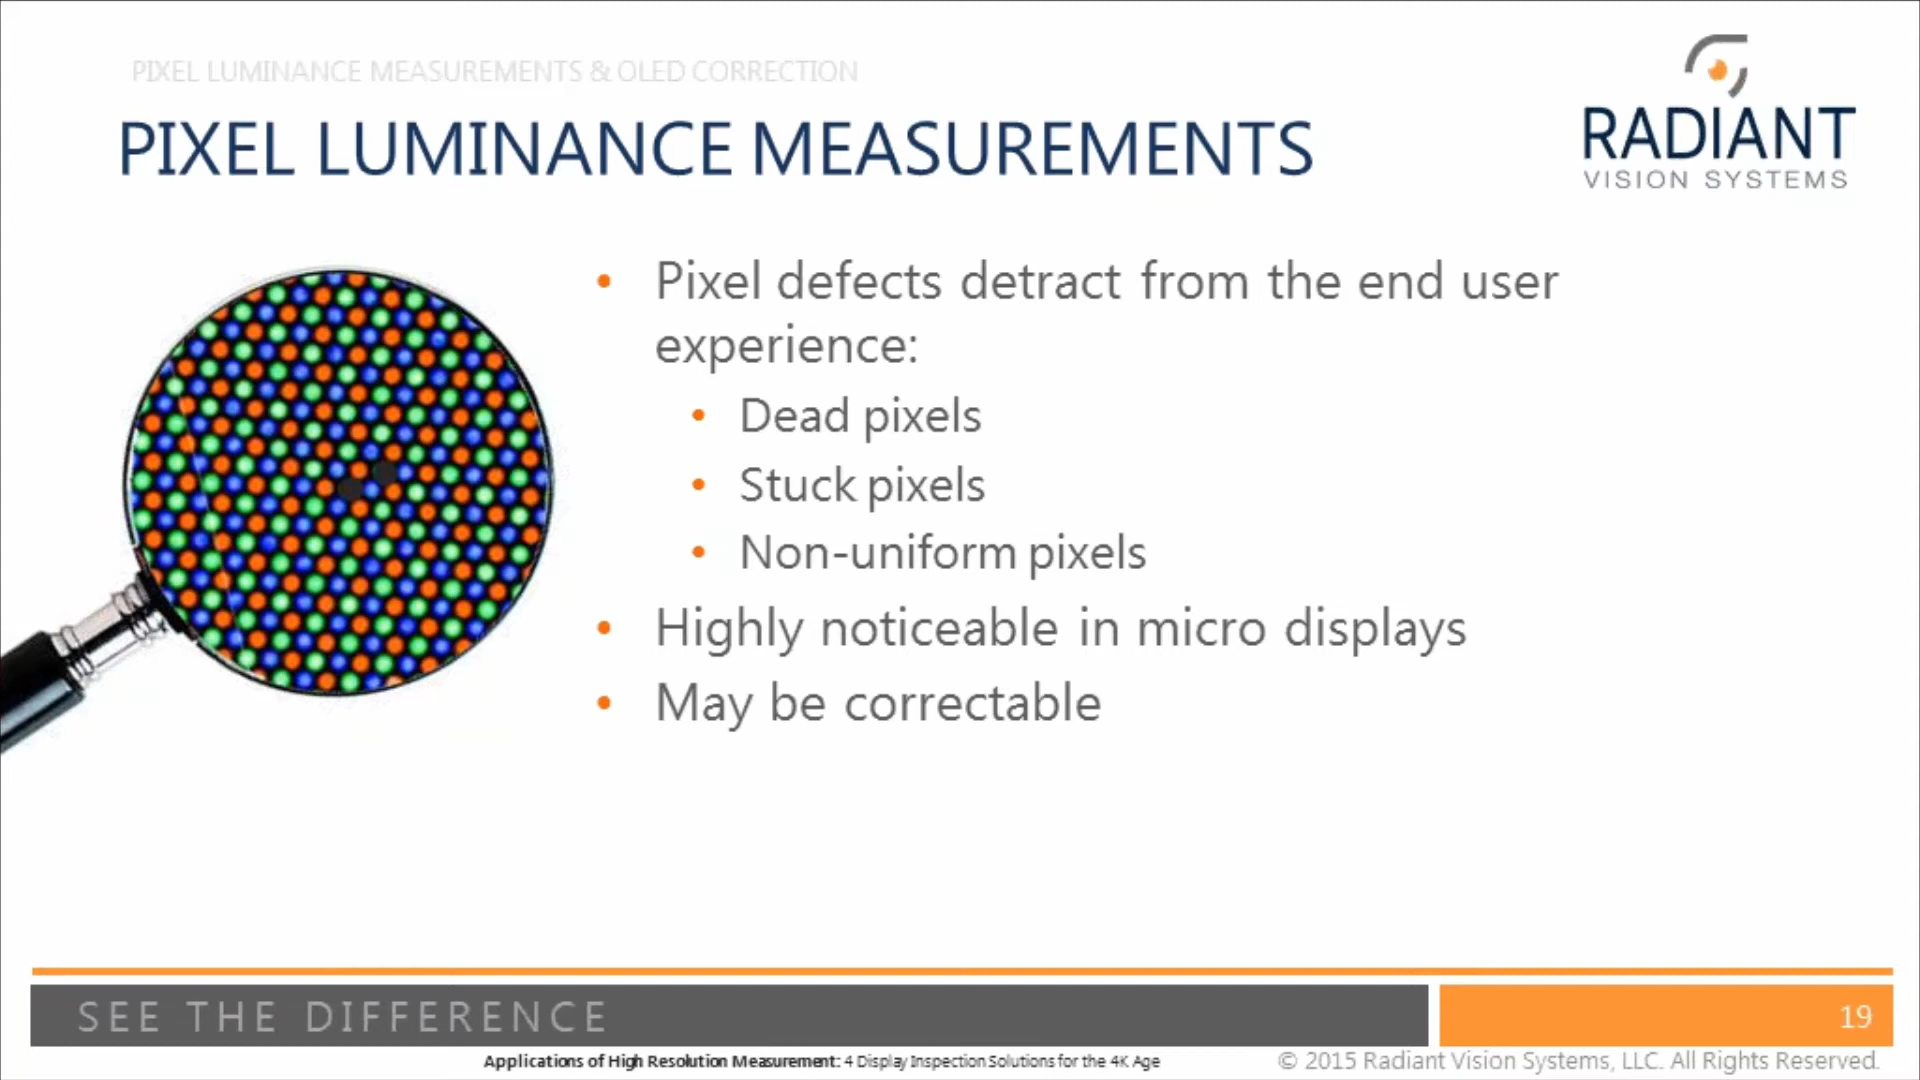 PIXEL LUMINANCE MEASUREMENTS & OLED CORRECTION
PIXEL LUMINANCE MEASUREMENTS
RADIANT
VISION SYSTEMS
• Pixel defects detract from the end user
experience:
• Dead pixels
• Stuck pixels
• Non-uniform pixels
• Highly noticeable in micro displays
• May be correctable
SEE THE DIFFERENCE
19
Applications of High Resolution Measurement: 4 Display Inspection Solutions for the 4K Age
© 2015 Radiant Vision Systems, LLC. All Rights Reserved.